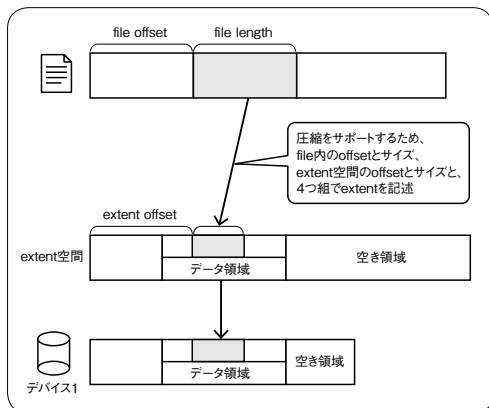 file offset
file length
圧縮をサポートするため、
file内のoffsetとサイズ、
extent空間のoffsetとサイズと、
4つ組でextentを記述
extent offset
extent空間
データ領域
空き領域
データ領域
空き領域
デバイス1